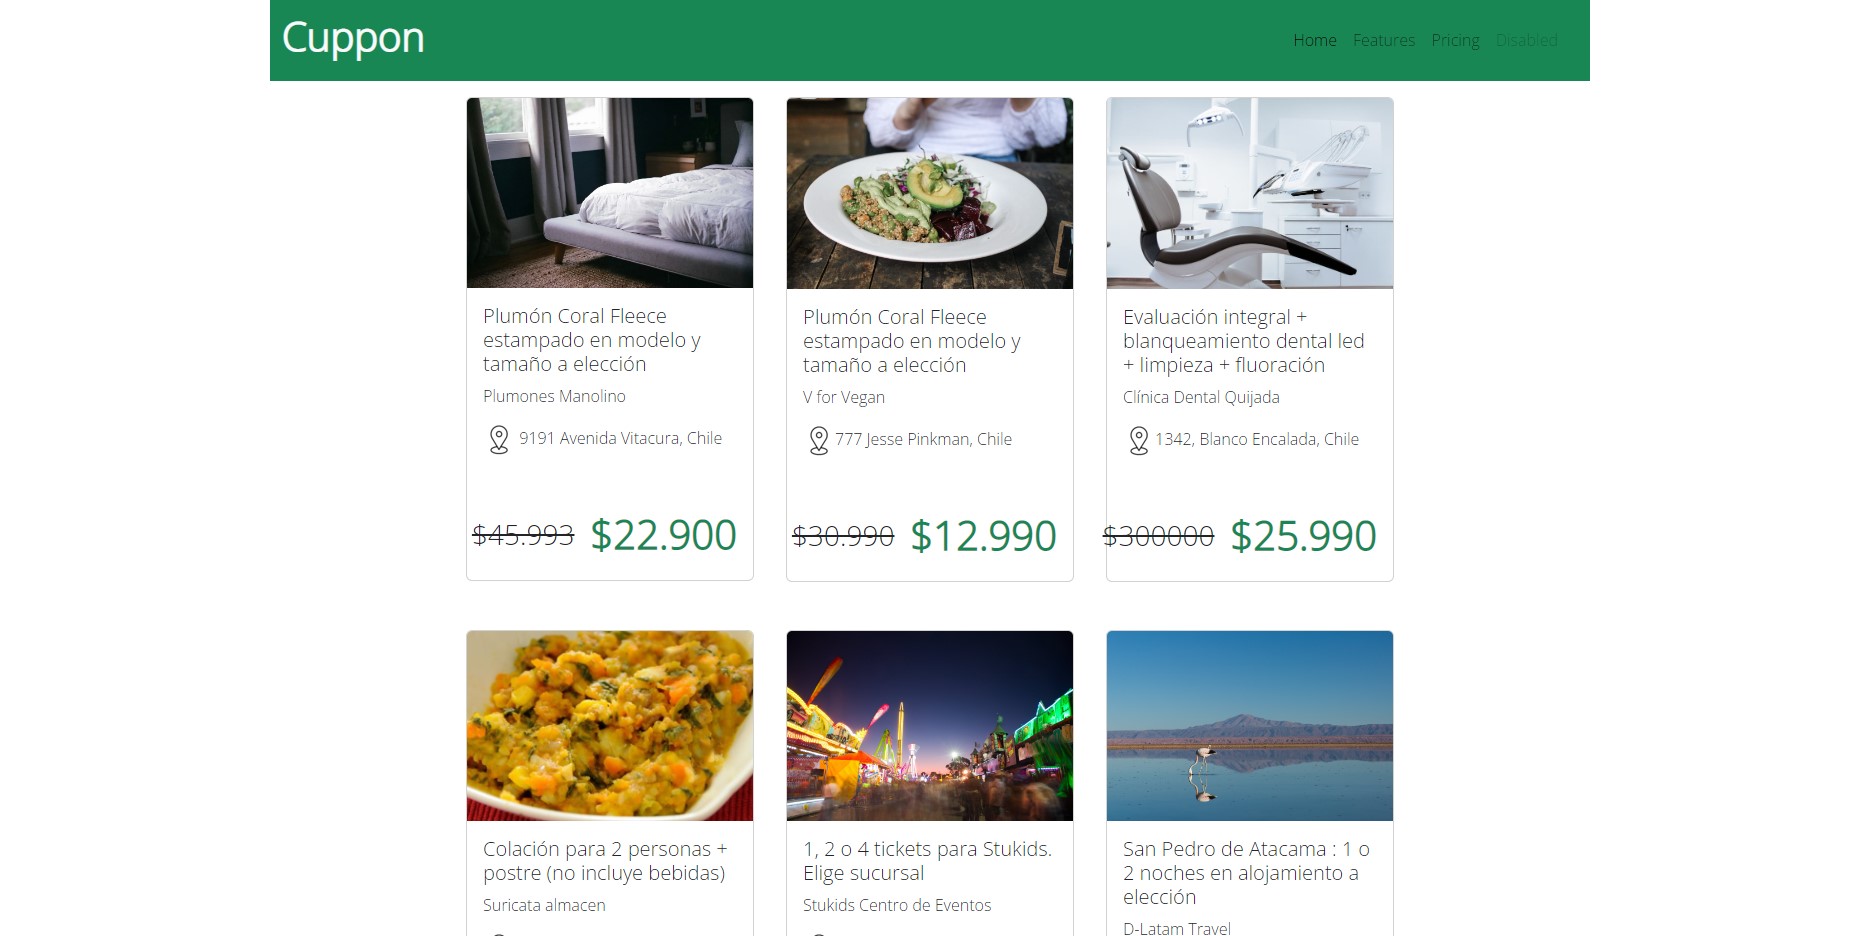 Cuppon
Home Features Pricing Disabled
Plumón Coral Fleece
estampado en modelo y
tamaño a elección
Plumones Manolino
9191 Avenida Vitacura, Chile
$45.993 $22.900
Plumón Coral Fleece
estampado en modelo y
tamaño a elección
V for Vegan
777 Jesse Pinkman, Chile
$30.990 $12.990
Evaluación integral +
blanqueamiento dental led
+ limpieza + fluoración
Clínica Dental Quijada
1342, Blanco Encalada, Chile
$300000 $25.990
Colación para 2 personas +
postre (no incluye bebidas)
Suricata almacen
1, 2 o 4 tickets para Stukids.
Elige sucursal
Stukids Centro de Eventos
San Pedro de Atacama : 1 o
2 noches en alojamiento a
elección
D-Latam Travel